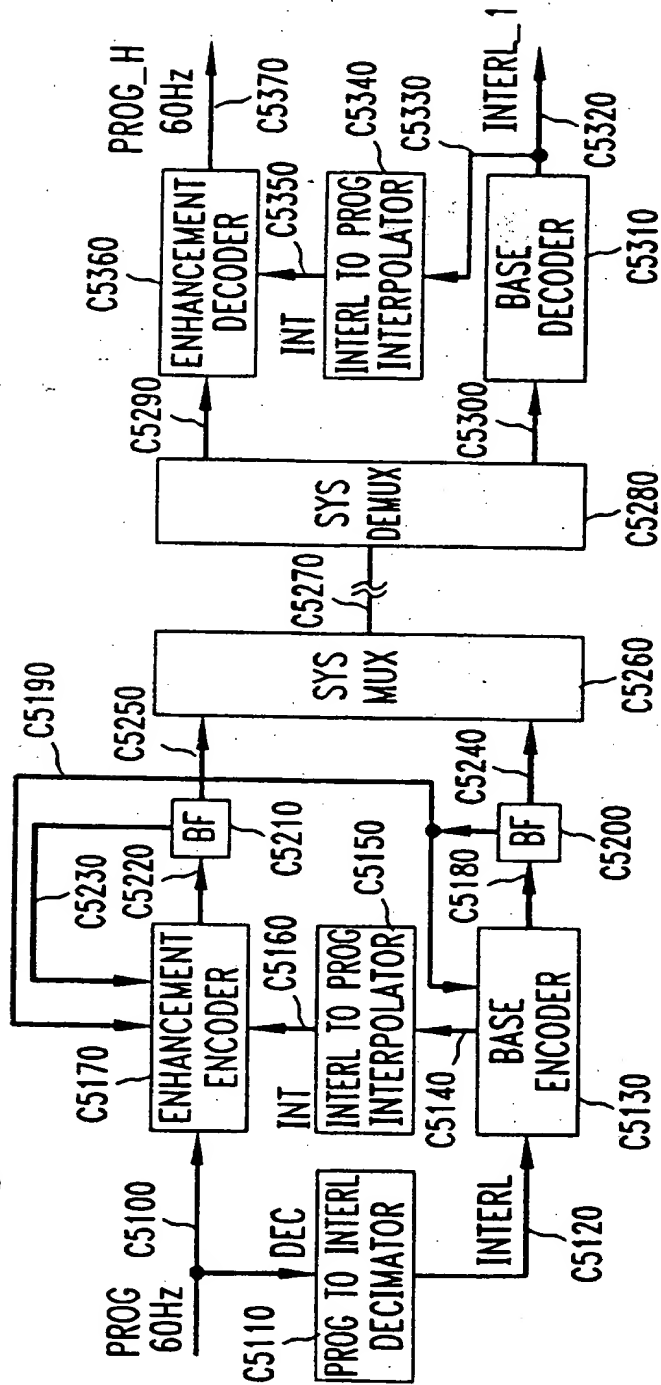 PROG
60Hz
C5100
DEC
C5110
PROG TO INTERL
DECIMATOR
INTERL
C5120
C5170
ENHANCEMENT
ENCODER
C5230
C5220
BF
C5210
C5190
C5250
INT
C5160
C5150
INTERL TO PROG
INTERPOLATOR
C5140
BASE
ENCODER
C5130
C5180
BF
C5200
C5240
SYS
MUX
C5260
C5270
SYS
DEMUX
C5280
C5290
C5300
C5360
ENHANCEMENT
DECODER
PROG_H
60Hz
C5370
INT
C5350
C5340
INTERL TO PROG
INTERPOLATOR
C5330
BASE
DECODER
C5310
INTERL_1
C5320